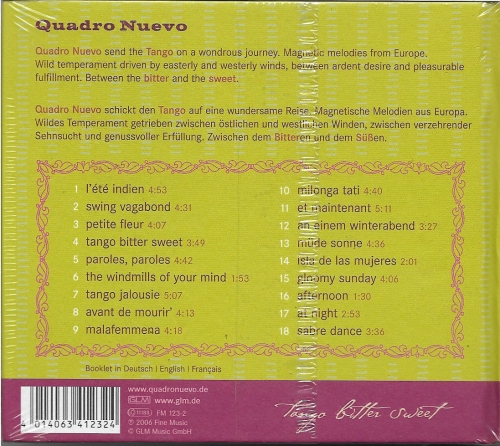 Quadro Nuevo
Quadro Nuevo send the Tango on a wondrous journey. Magnetic melodies from Europe.
Wild temperament driven by easterly and westerly winds, between ardent desire and pleasurable
fulfillment. Between the bitter and the sweet.
Quadro Nuevo schickt den Tango auf eine wundersame Reise. Magnetische Melodien aus Europa.
Wildes Temperament getrieben zwischen östlichen und westlichen Winden, zwischen verzehrender
Sehnsucht und genussvoller Erfüllung. Zwischen dem Bitteren und dem Süßen.
1 l'été indien 4:53
2 swing vagabond 4:31
3 petite fleur 4:07
4 tango bitter sweet 3:49
5 paroles, paroles 4:42
6 the windmills of your mind 1:53
7 tango jalousie 5:07
8 avant de mourir' 4:13
9 malafemmena 4:18
10 milonga tati 4:40
11 et maintenant 5:11
12 an einem winterabend 3:27
13 müde sonne 4:36
14 isla de las mujeres 2:01
15 gloomy sunday 4:06
16 afternoon 1:30
17 at night 2:53
18 sabre dance 3:36
Booklet in Deutsch | English | Français
www.quadronuevo.de
GLM www.glm.de
FM 123-2
℗ 2006 Fine Music
© GLM Music GmbH
4 014063 412324
tango bitter sweet